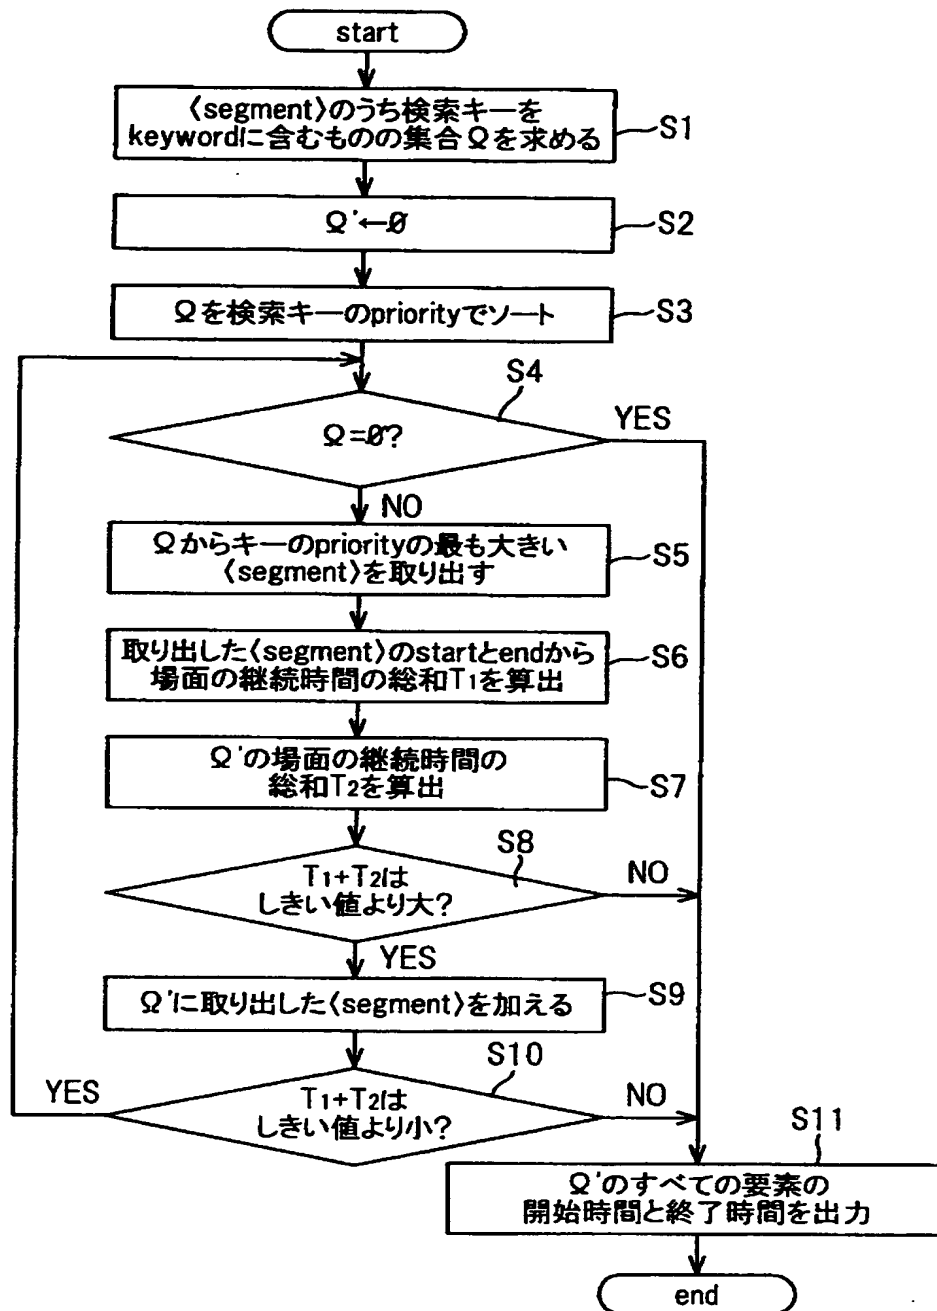 start
〈segment〉のうち検索キーを
keywordに含むものの集合Ωを求める
S1
Ω'←Ø
S2
Ωを検索キーのpriorityでソート
S3
S4
Ω=Ø?
YES
NO
Ωからキーのpriorityの最も大きい
〈segment〉を取り出す
S5
取り出した〈segment〉のstartとendから
場面の継続時間の総和T1を算出
S6
Ω'の場面の継続時間の
総和T2を算出
S7
S8
T1+T2は
しきい値より大?
NO
YES
Ω'に取り出した〈segment〉を加える
S9
S10
T1+T2は
しきい値より小?
YES
NO
S11
Ω'のすべての要素の
開始時間と終了時間を出力
end